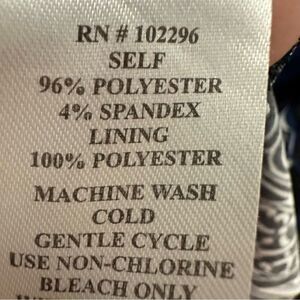 RN # 102296
SELF
96% POLYESTER
4% SPANDEX
LINING
100% POLYESTER
MACHINE WASH
COLD
GENTLE CYCLE
USE NON-CHLORINE
BLEACH ONLY